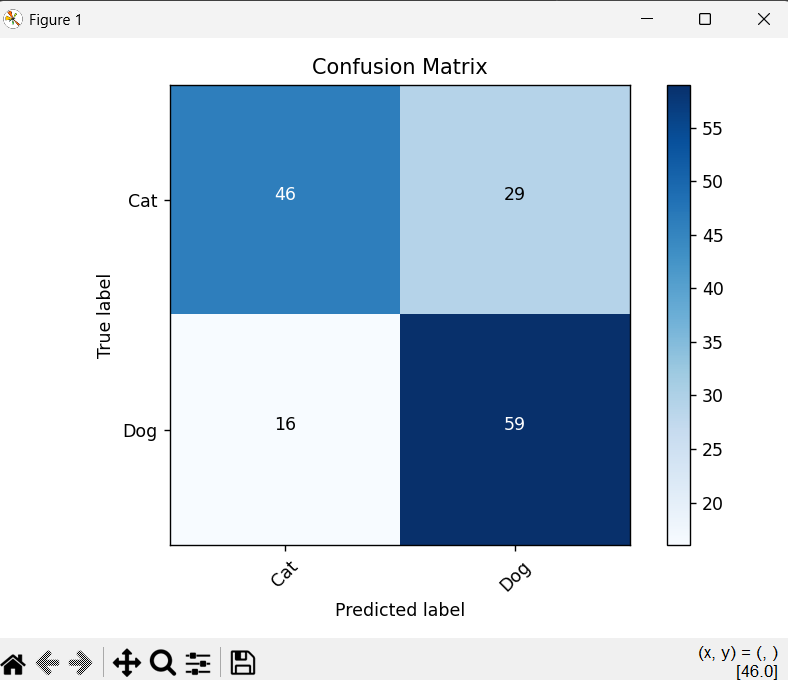 Figure 1
Confusion Matrix
Cat
46
29
Dog
16
59
True label
Cat
Dog
Predicted label
55
50
45
40
35
30
25
20
(x, y) = (, )
[46.0]